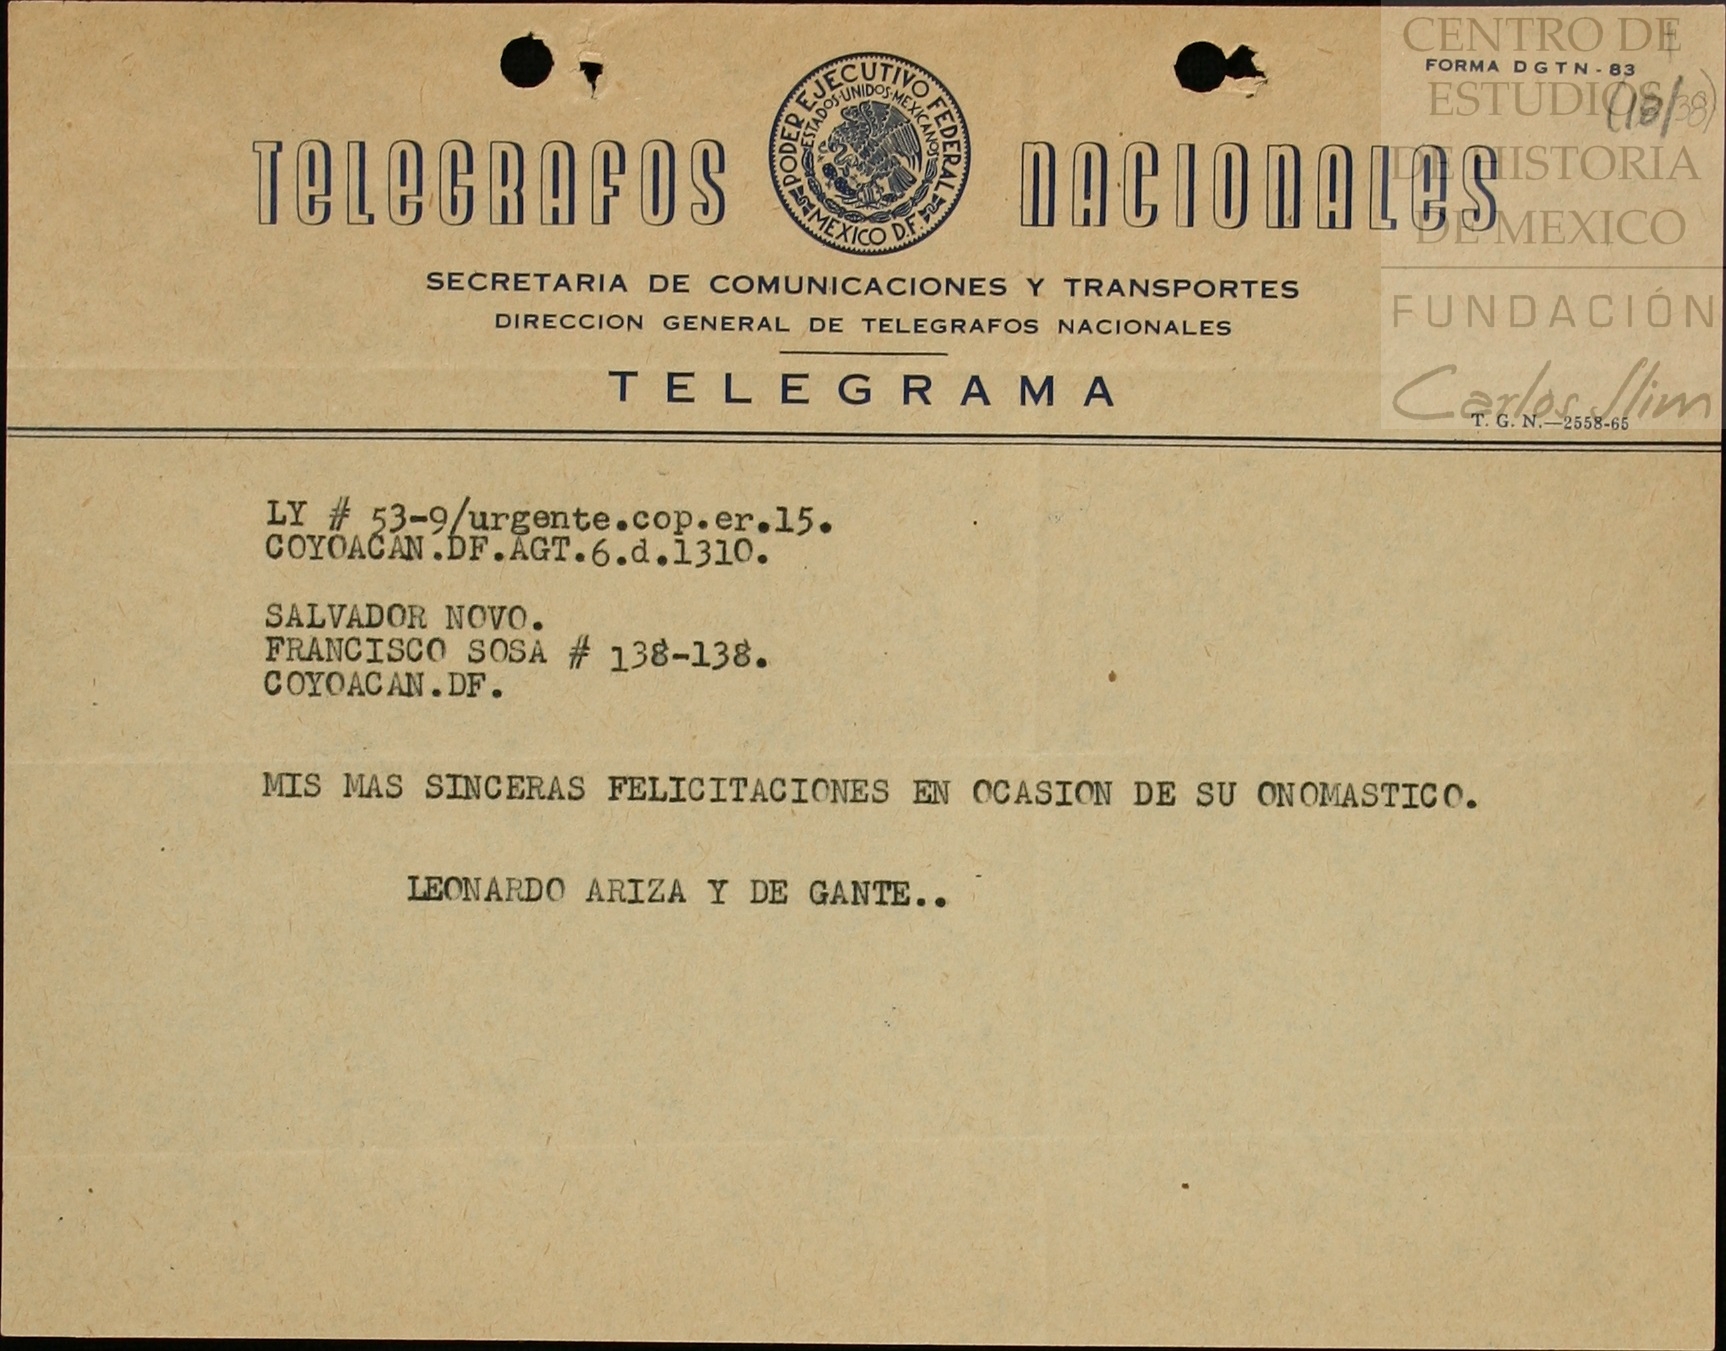 CENTRO DE
FORMA DGTN-83
ESTUDIOS
(18/38)
DE HISTORIA
DE MEXICO
FUNDACIÓN
Carlos Slim
TELEGRAFOS NACIONALES
PODER EJECUTIVO FEDERAL
ESTADOS·UNIDOS·MEXICANOS
MEXICO D.F.
SECRETARIA DE COMUNICACIONES Y TRANSPORTES
DIRECCION GENERAL DE TELEGRAFOS NACIONALES
TELEGRAMA
T. G. N.—2558-65
LY # 53-9/urgente.cop.er.15.
COYOACAN.DF.AGT.6.d.1310.
SALVADOR NOVO.
FRANCISCO SOSA # 138-138.
COYOACAN.DF.
MIS MAS SINCERAS FELICITACIONES EN OCASION DE SU ONOMASTICO.
LEONARDO ARIZA Y DE GANTE..